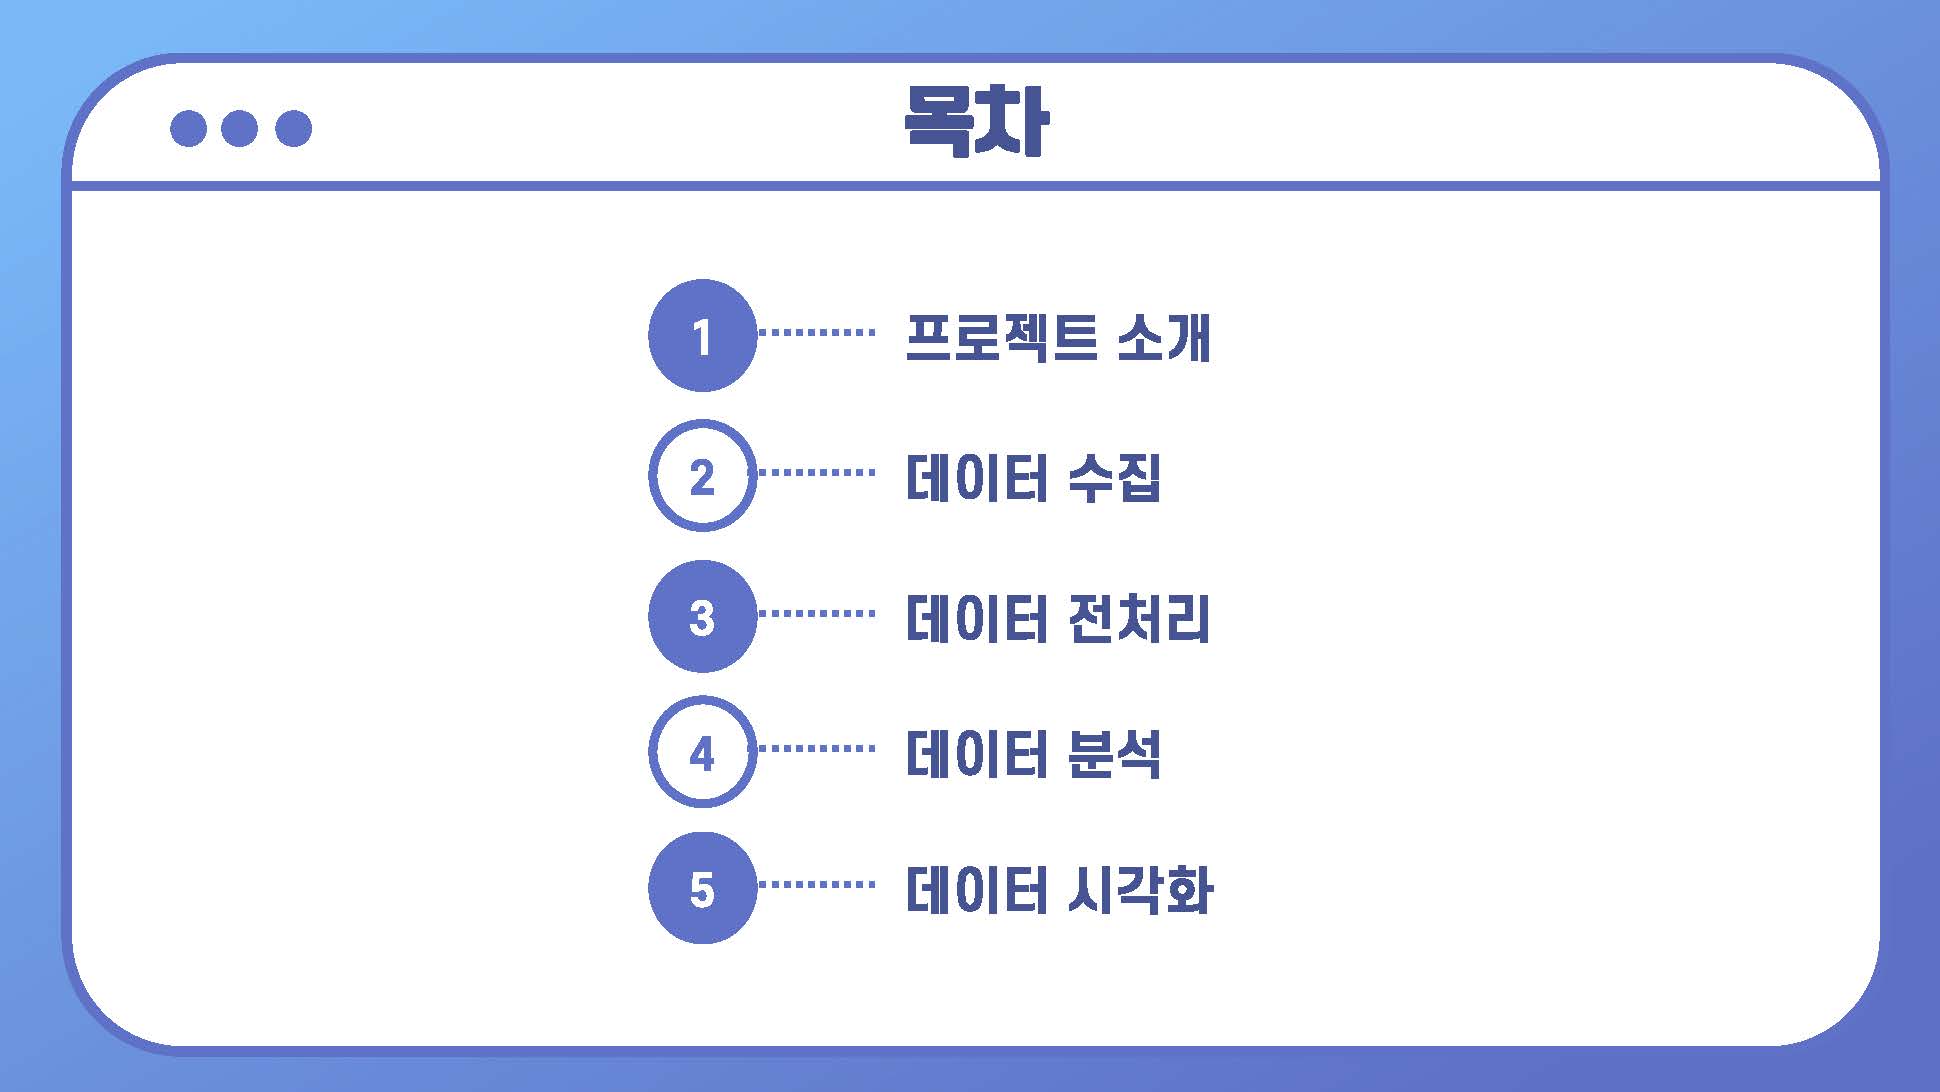 목차
1 프로젝트 소개
2 데이터 수집
3 데이터 전처리
4 데이터 분석
5 데이터 시각화